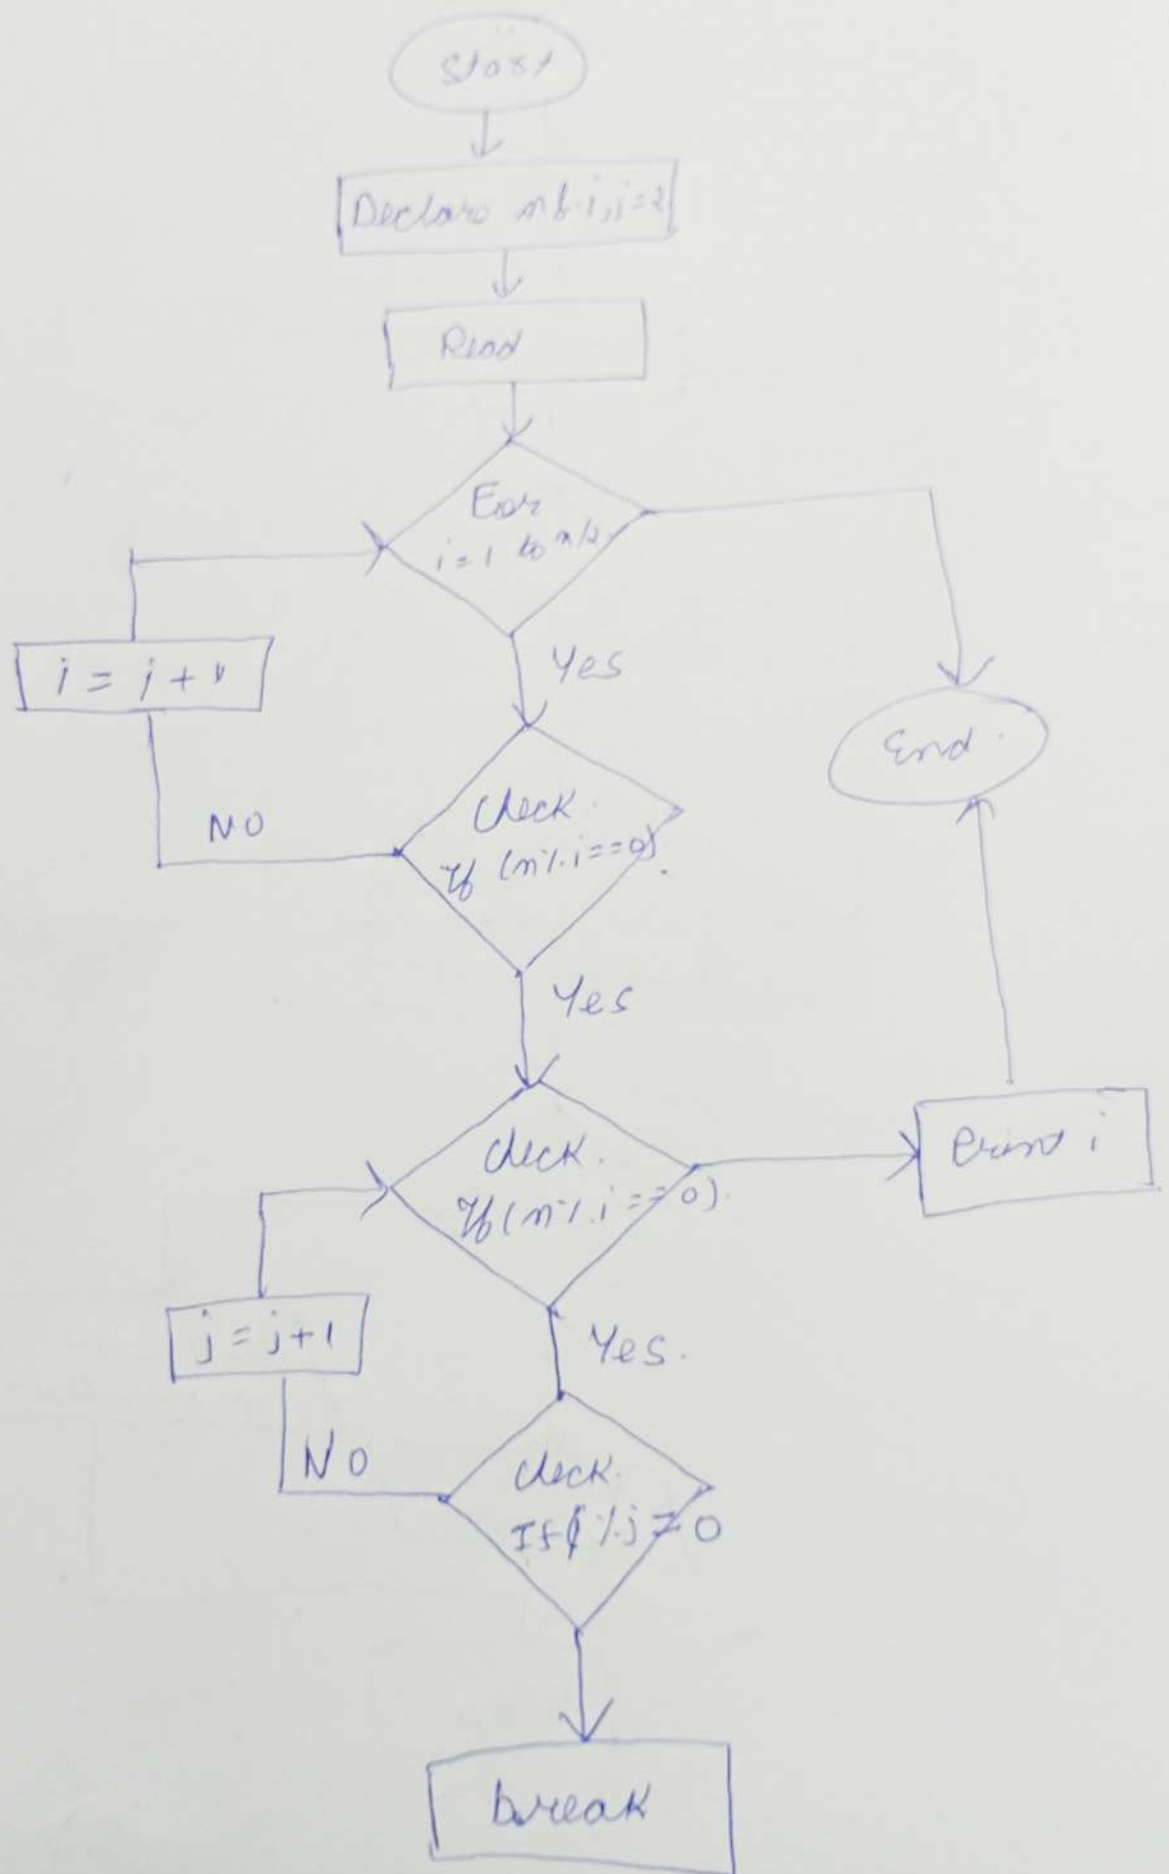 Start
Declare n f i, j=2
Read
For
i=1 to n/2
i = i + 1
Yes
End.
NO
Check.
If (n%.i==0)
Yes
Check.
If (n%.i==0).
Print i
j = j+1
Yes.
NO
Check.
If %.j ≠ 0
break